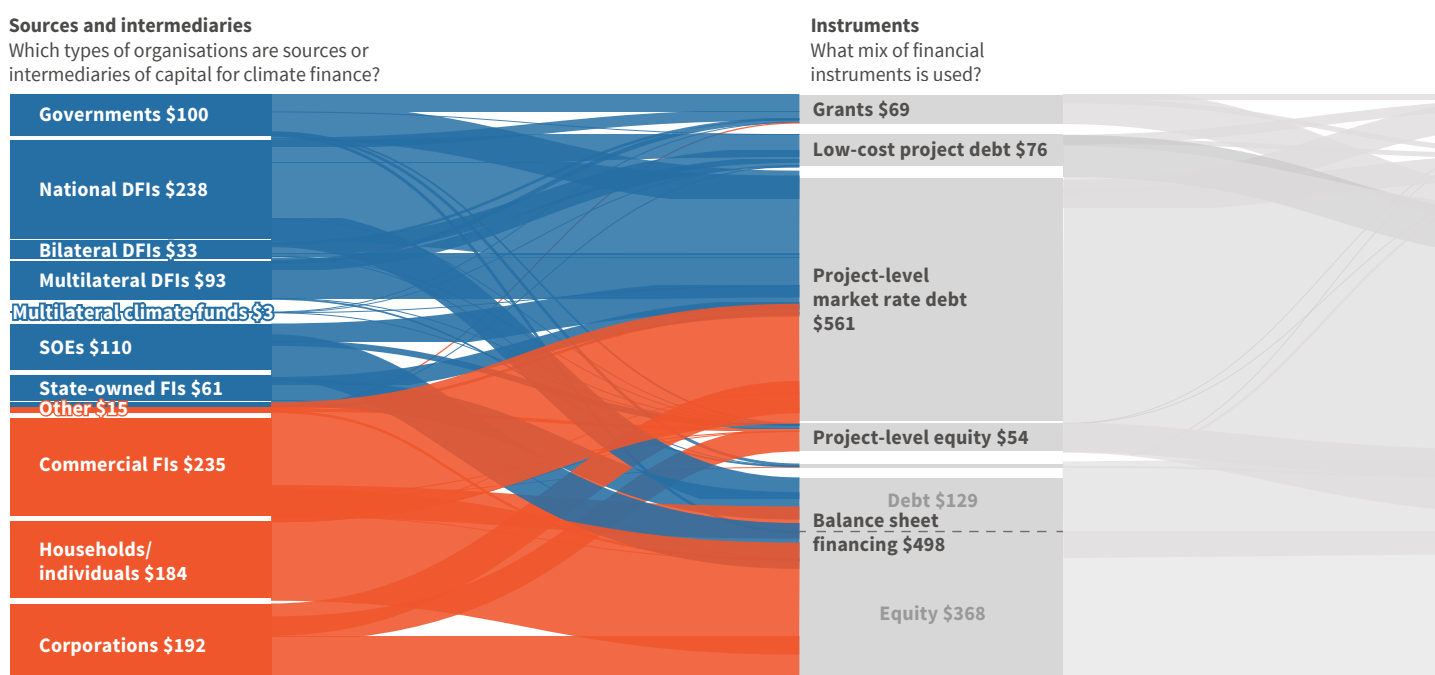 Sources and intermediaries
Which types of organisations are sources or
intermediaries of capital for climate finance?
Governments $100
National DFIs $238
Bilateral DFIs $33
Multilateral DFIs $93
Multilateral climate funds $3
SOEs $110
State-owned FIs $61
Other $15
Commercial FIs $235
Households/
individuals $184
Corporations $192
Instruments
What mix of financial
instruments is used?
Grants $69
Low-cost project debt $76
Project-level
market rate debt
$561
Project-level equity $54
Debt $129
Balance sheet
financing $498
Equity $368